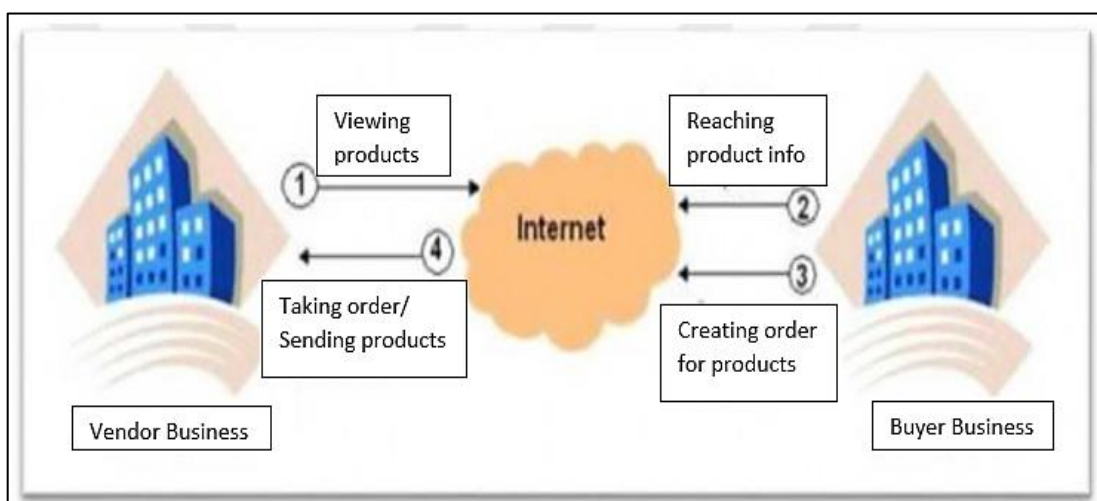 Viewing
products
Reaching
product info
1
2
Internet
4
3
Taking order/
Sending products
Creating order
for products
Vendor Business
Buyer Business